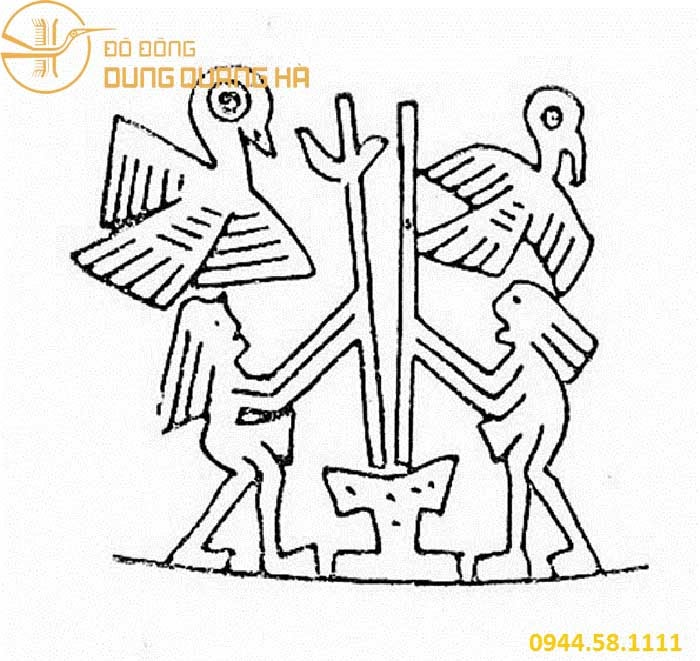 ĐỒ ĐỒNG
DUNG QUANG HÀ
0944.58.1111